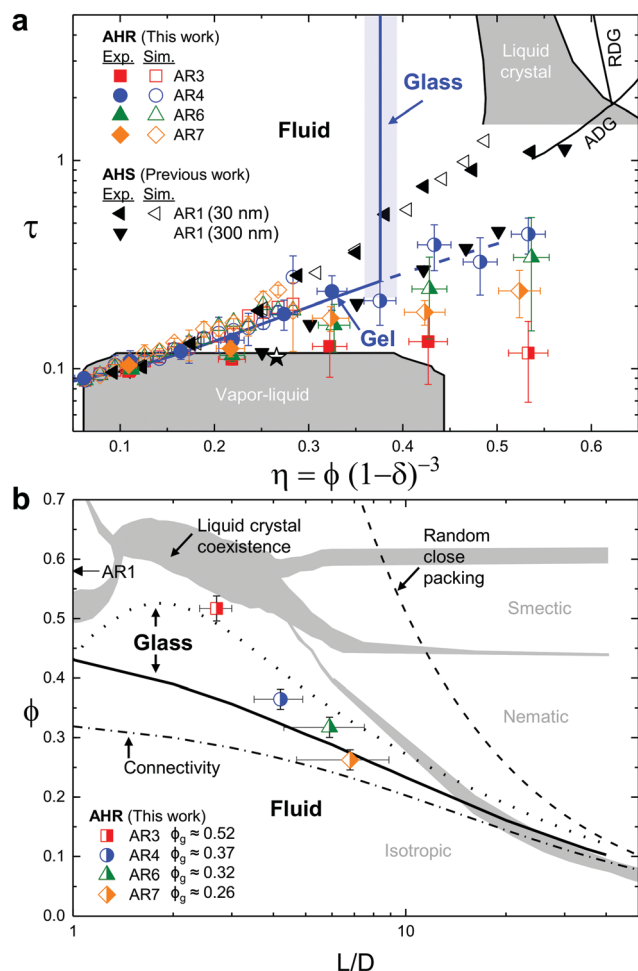 a
AHR (This work)
Exp. Sim.
AR3
AR4
AR6
AR7
AHS (Previous work)
Exp. Sim.
AR1 (30 nm)
AR1 (300 nm)
Fluid
Glass
Gel
Liquid
crystal
RDG
ADG
Vapor-liquid
1
0.1
τ
0.1 0.2 0.3 0.4 0.5 0.6
η = ϕ (1−δ)⁻³
b
0.7
0.6
0.5
0.4
0.3
0.2
0.1
0.0
ϕ
Liquid crystal
coexistence
Random
close
packing
AR1
Smectic
Glass
Nematic
Connectivity
Fluid
Isotropic
AHR (This work)
AR3 ϕg ≈ 0.52
AR4 ϕg ≈ 0.37
AR6 ϕg ≈ 0.32
AR7 ϕg ≈ 0.26
1 10
L/D